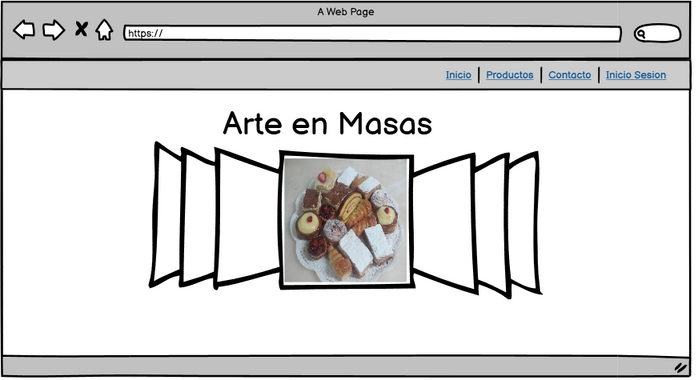 A Web Page
https://
Inicio | Productos | Contacto | Inicio Sesion
Arte en Masas